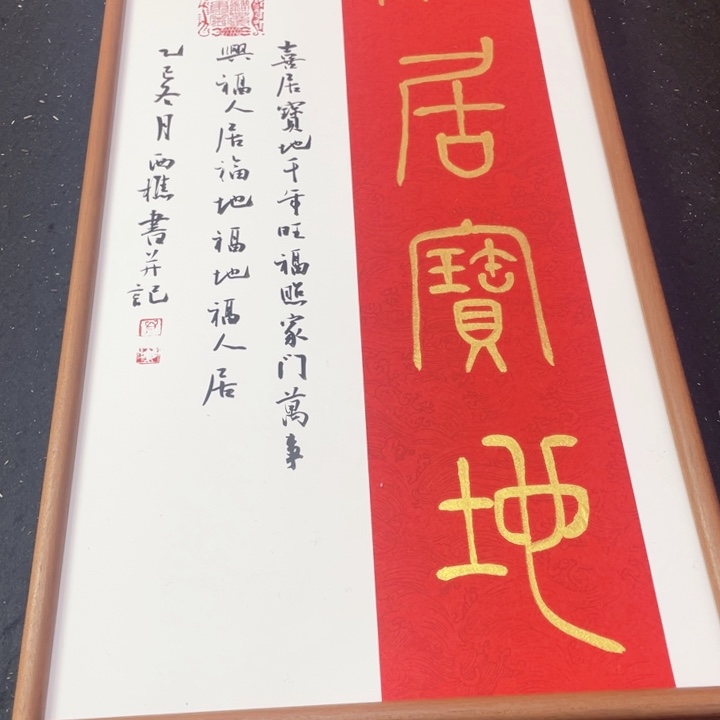 居寶地
喜居寶地千年旺福照家门萬事
興福人居福地福地福人居
乙巳冬月西樵書并記